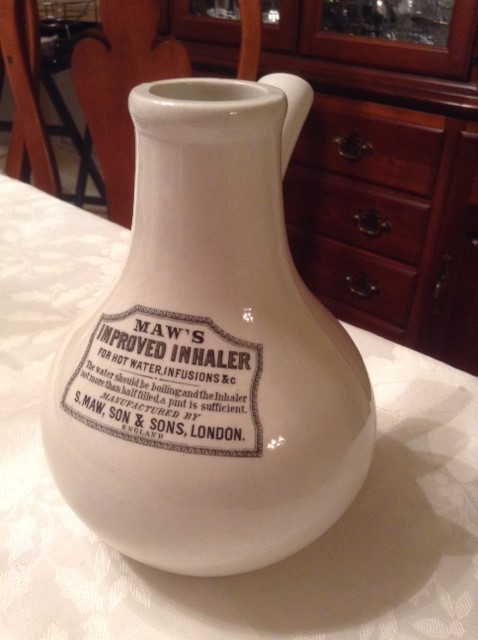 MAW'S
IMPROVED INHALER
FOR HOT WATER, INFUSIONS &c
The water should be boiling and the Inhaler
not more than half filled, a pint is sufficient.
MANUFACTURED BY
S. MAW, SON & SONS, LONDON.
ENGLAND